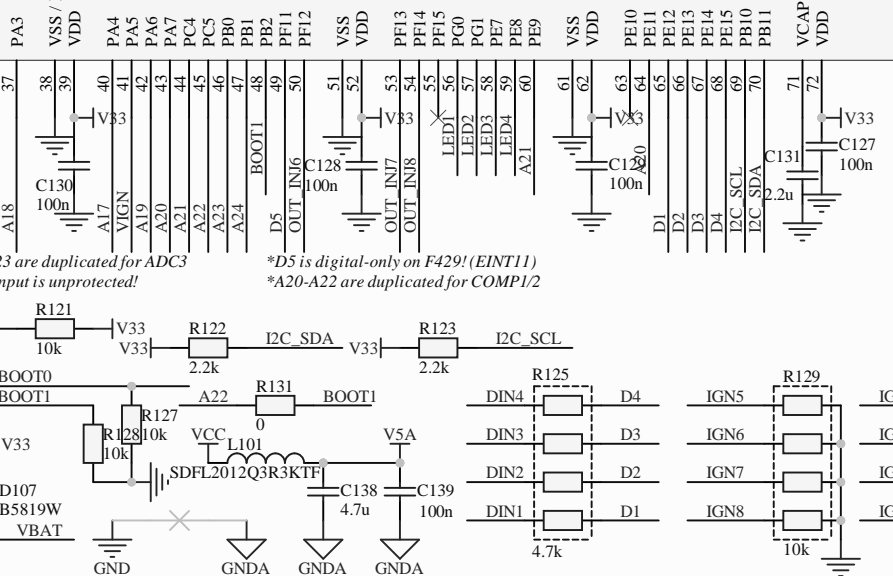 PA3 VSS / VDD PA4 PA5 PA6 PA7 PC4 PC5 PB0 PB1 PB2 PF11 PF12 VSS VDD PF13 PF14 PF15 PG0 PG1 PE7 PE8 PE9 VSS VDD PE10 PE11 PE12 PE13 PE14 PE15 PB10 PB11 VCAP VDD
37 38 39 40 41 42 43 44 45 46 47 48 49 50 51 52 53 54 55 56 57 58 59 60 61 62 63 64 65 66 67 68 69 70 71 72
V33 V33 V33 V33
BOOT1 LED1 LED2 LED3 LED4 A21 A20
C130 C128 C129 C131 C127
100n 100n 100n 2.2u 100n
A18 A17 VIGN A19 A20 A21 A22 A23 A24 D5 OUT_INJ6 OUT_INJ7 OUT_INJ8 D1 D2 D3 D4 I2C_SCL I2C_SDA
23 are duplicated for ADC3
*D5 is digital-only on F429! (EINT11)
nput is unprotected!
*A20-A22 are duplicated for COMP1/2
R121 V33
10k
V33 R122 I2C_SDA
2.2k
V33 R123 I2C_SCL
2.2k
BOOT0
BOOT1
R127
10k
R128
10k
V33
A22 R131 BOOT1
0
VCC L101 V5A
SDFL2012Q3R3KTF
C138
4.7u
C139
100n
D107
B5819W
VBAT
GND GNDA GNDA GNDA
R125
DIN4 D4
DIN3 D3
DIN2 D2
DIN1 D1
4.7k
R129
IGN5 IG
IGN6 IG
IGN7 IG
IGN8 IG
10k